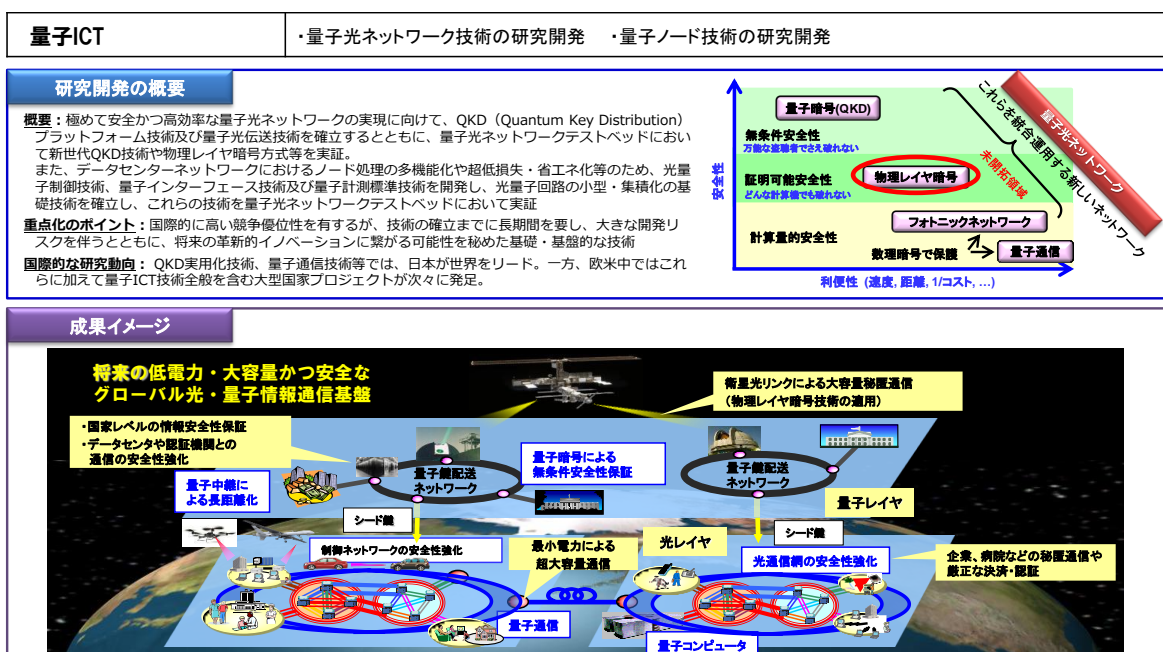 量子ICT
・量子光ネットワーク技術の研究開発　・量子ノード技術の研究開発
研究開発の概要
概要：極めて安全かつ高効率な量子光ネットワークの実現に向けて、QKD（Quantum Key Distribution）
プラットフォーム技術及び量子光伝送技術を確立するとともに、量子光ネットワークテストベッドにおい
て新世代QKD技術や物理レイヤ暗号方式等を実証。
また、データセンターネットワークにおけるノード処理の多機能化や超低損失・省エネ化等のため、光量
子制御技術、量子インターフェース技術及び量子計測標準技術を開発し、光量子回路の小型・集積化の基
礎技術を確立し、これらの技術を光量子ネットワークテストベッドにおいて実証
重点化のポイント：国際的に高い競争優位性を有するが、技術の確立までに長期間を要し、大きな開発リ
スクを伴うとともに、将来の革新的イノベーションに繋がる可能性を秘めた基礎・基盤的な技術
国際的な研究動向： QKD実用化技術、量子通信技術等では、日本が世界をリード。一方、欧米中ではこれ
らに加えて量子ICT技術全般を含む大型国家プロジェクトが次々に発足。
安全性
量子暗号(QKD)
無条件安全性
万能な盗聴者でさえ破れない
証明可能安全性
どんな計算機でも破れない
物理レイヤ暗号
計算量的安全性
フォトニックネットワーク
数理暗号で保護
量子通信
利便性 (速度, 距離, 1/コスト, …)
未開拓領域
これらを統合運用する新しいネットワーク
量子光ネットワーク
成果イメージ
将来の低電力・大容量かつ安全な
グローバル光・量子情報通信基盤
衛星光リンクによる大容量秘匿通信
（物理レイヤ暗号技術の適用）
・国家レベルの情報安全性保証
・データセンタや認証機関との
通信の安全性強化
量子鍵配送
ネットワーク
量子暗号による
無条件安全性保証
量子鍵配送
ネットワーク
量子中継に
よる長距離化
量子レイヤ
シード鍵
シード鍵
制御ネットワークの安全性強化
最小電力による
超大容量通信
光レイヤ
光通信網の安全性強化
企業、病院などの秘匿通信や
厳正な決済・認証
量子通信
量子コンピュータ